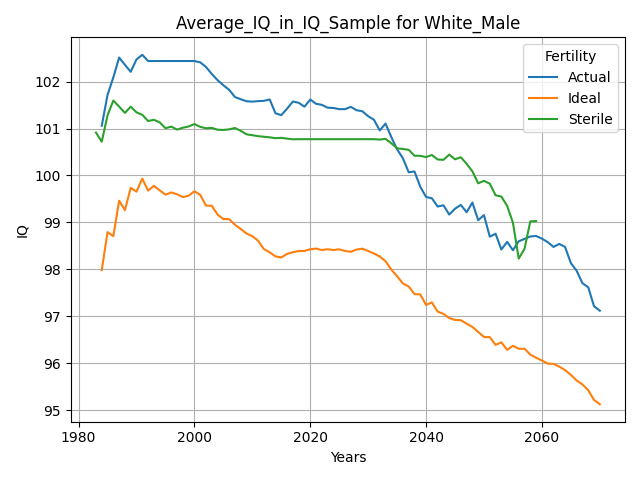 Average_IQ_in_IQ_Sample for White_Male
Fertility
Actual
Ideal
Sterile
IQ
102
101
100
99
98
97
96
95
1980
2000
2020
2040
2060
Years